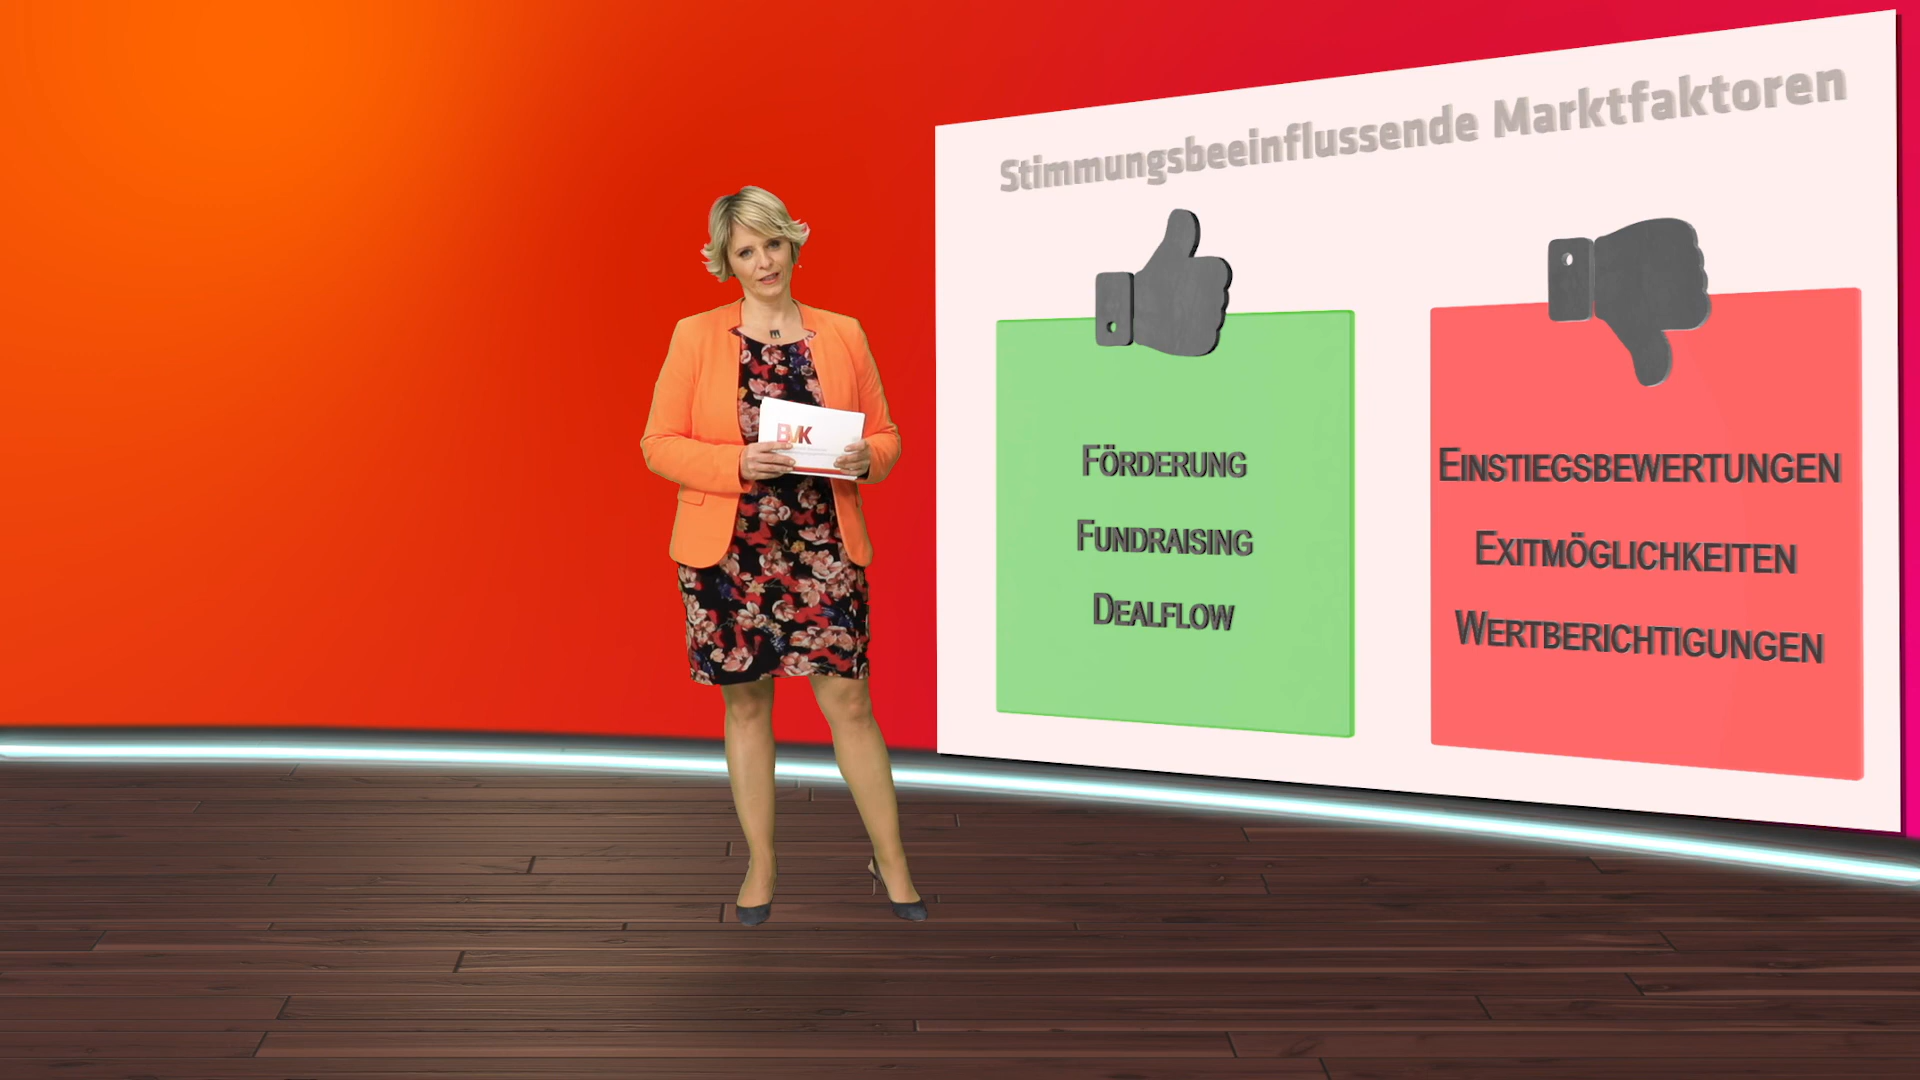 Stimmungsbeeinflussende Marktfaktoren
FÖRDERUNG
FUNDRAISING
DEALFLOW
EINSTIEGSBEWERTUNGEN
EXITMÖGLICHKEITEN
WERTBERICHTIGUNGEN
BVK